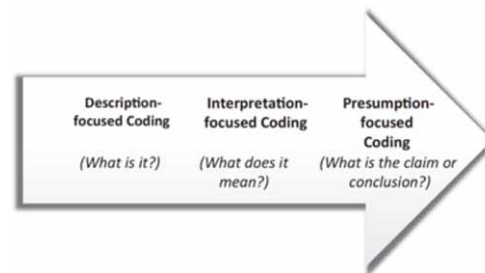 Description-
focused Coding
(What is it?)
Interpretation-
focused Coding
(What does it
mean?)
Presumption-
focused
Coding
(What is the claim or
conclusion?)